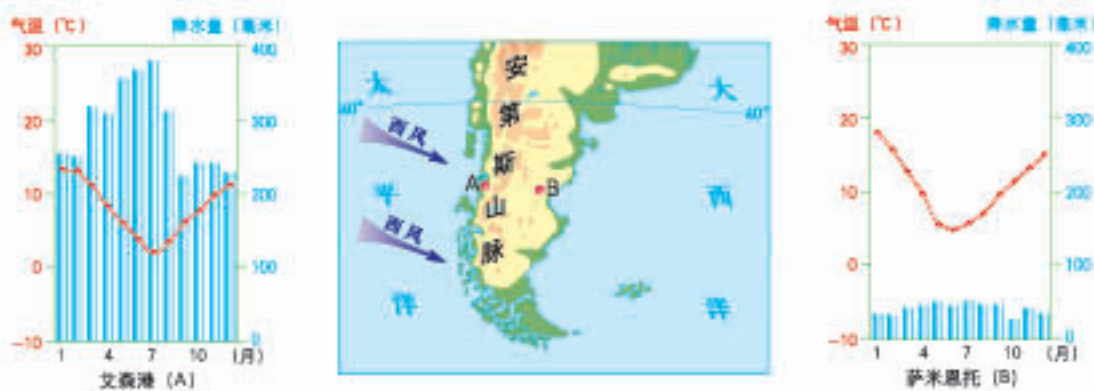 气温（℃） 降水量（毫米）
30 400
20 300
10 200
0 100
-10 0
1 4 7 10 （月）
艾森港（A）
安第斯山脉
太平洋
大西洋
40° 40°
西风
西风
A
B
气温（℃） 降水量（毫米）
30 400
20 300
10 200
0 100
-10 0
1 4 7 10 （月）
萨米恩托（B）